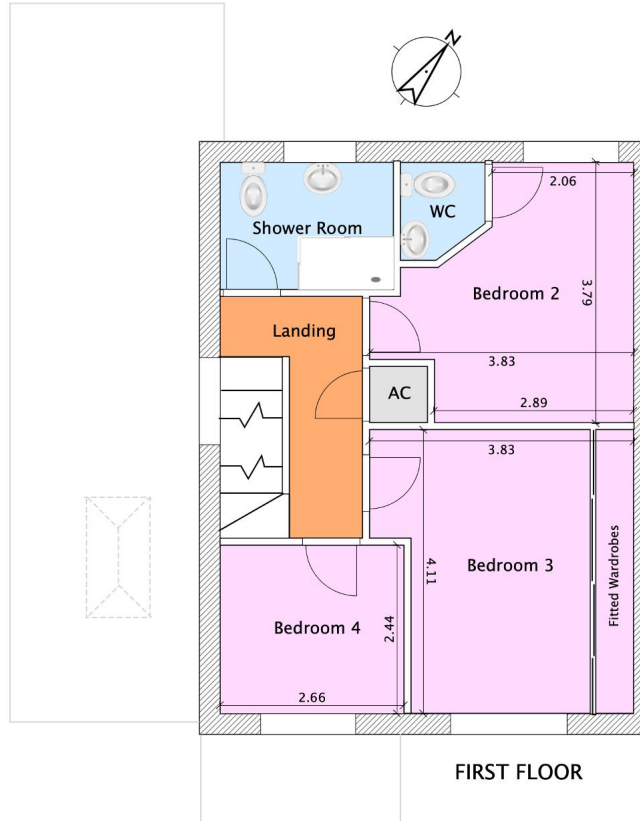 N
2.06
WC
Shower Room
Bedroom 2
3.79
Landing
3.83
AC
2.89
3.83
4.11
Bedroom 3
Fitted Wardrobes
Bedroom 4
2.44
2.66
FIRST FLOOR